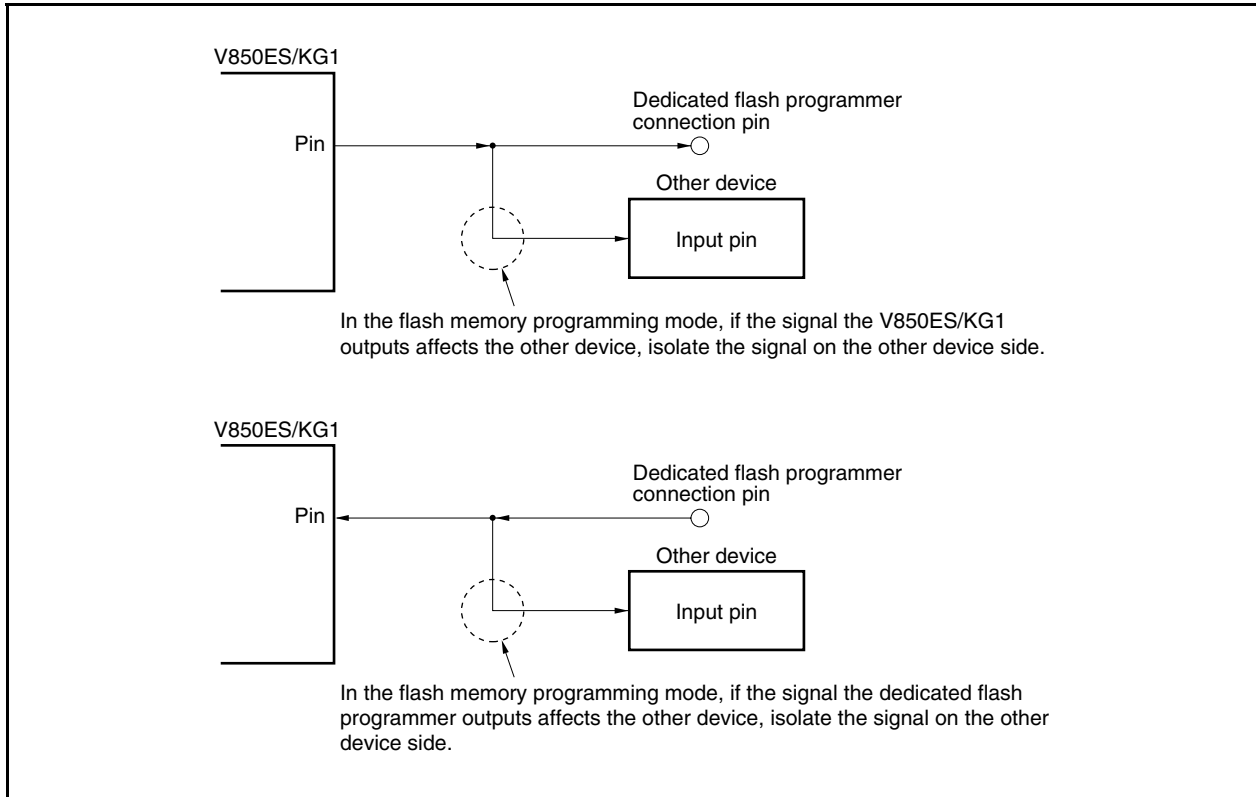 V850ES/KG1
Dedicated flash programmer
connection pin
Pin
Other device
Input pin
In the flash memory programming mode, if the signal the V850ES/KG1
outputs affects the other device, isolate the signal on the other device side.
V850ES/KG1
Dedicated flash programmer
connection pin
Pin
Other device
Input pin
In the flash memory programming mode, if the signal the dedicated flash
programmer outputs affects the other device, isolate the signal on the other
device side.